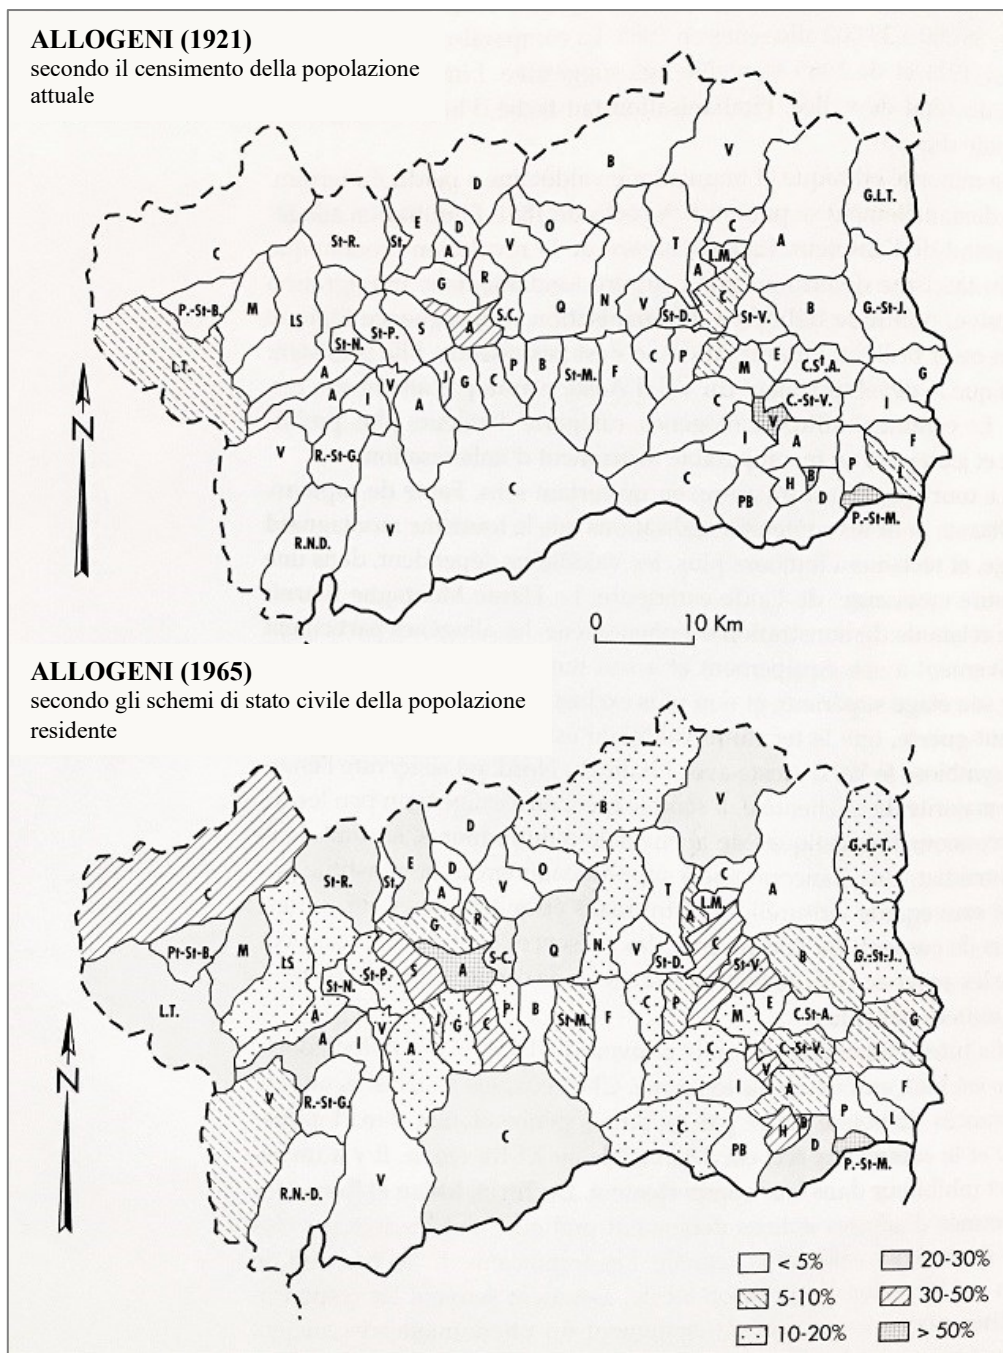 ALLOGENI (1921)
secondo il censimento della popolazione
attuale
B
V
D
G.L.T.
C
St-R.
St.
E
D
V
O
T
C
A
A
L.M.
P.-St-B.
M
LS
G
R
Q
N
V
A
C
B
G.-St-J.
St-N.
St-P.
S
A
S.C.
St-D.
St-V.
L.T.
A
J
G
C
P
B
St-M.
F
C
P
M
E
C.St.A.
G
A
I
V
A
C
V
C.-St-V.
I
V
R.-St-G.
C
I
A
P
F
L
R.N.D.
V
C
PB
H
B
D
P.-St-M.
N
0 10 Km
ALLOGENI (1965)
secondo gli schemi di stato civile della popolazione
residente
B
V
D
G.-L.-T.
C
St-R.
St.
E
D
V
O
T
C
A
A
L.M.
Pt-St-B.
M
LS
G
R
Q
N.
V
A
C
B
G.-St-J.
St-N.
St-P.
S
A
S-C.
St-D.
St-V.
L.T.
A
J
G
C
P.
B
St-M.
F
C
P
M
E
C.St-A.
G
A
I
V
A
C.
V
C.-St-V.
I
V
R.-St-G.
C
I
A
P
F
L
R.N.-D.
V
C.
PB
H
B
D
P.-St-M.
N
< 5%
20-30%
5-10%
30-50%
10-20%
> 50%